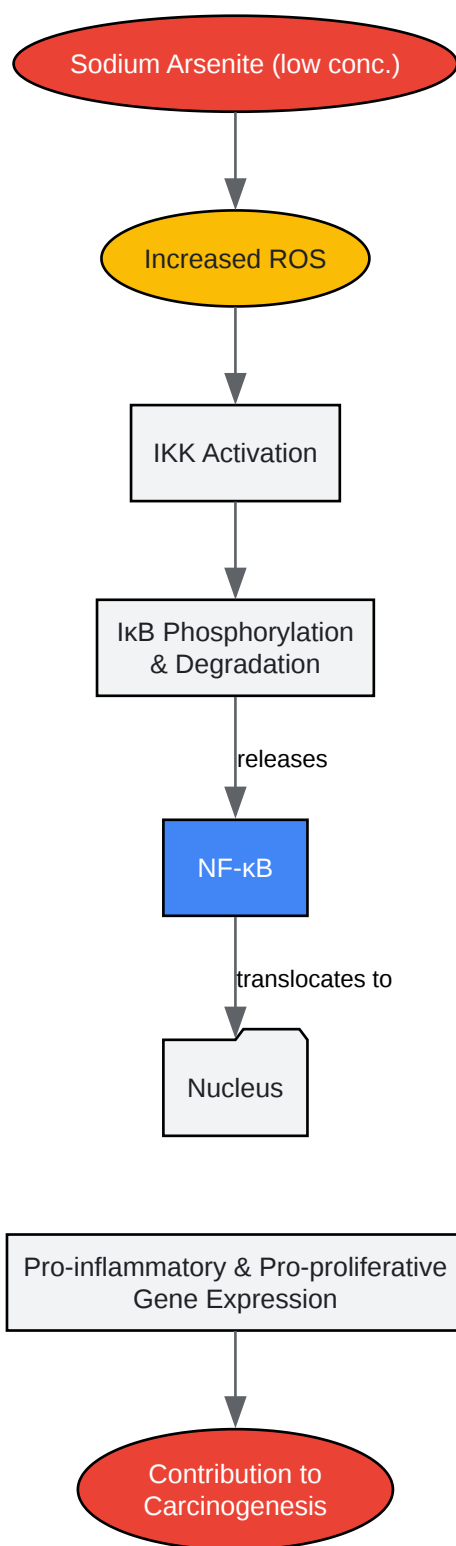 Sodium Arsenite (low conc.)
Increased ROS
IKK Activation
IκB Phosphorylation
& Degradation
releases
NF-κB
translocates to
Nucleus
Pro-inflammatory & Pro-proliferative
Gene Expression
Contribution to
Carcinogenesis